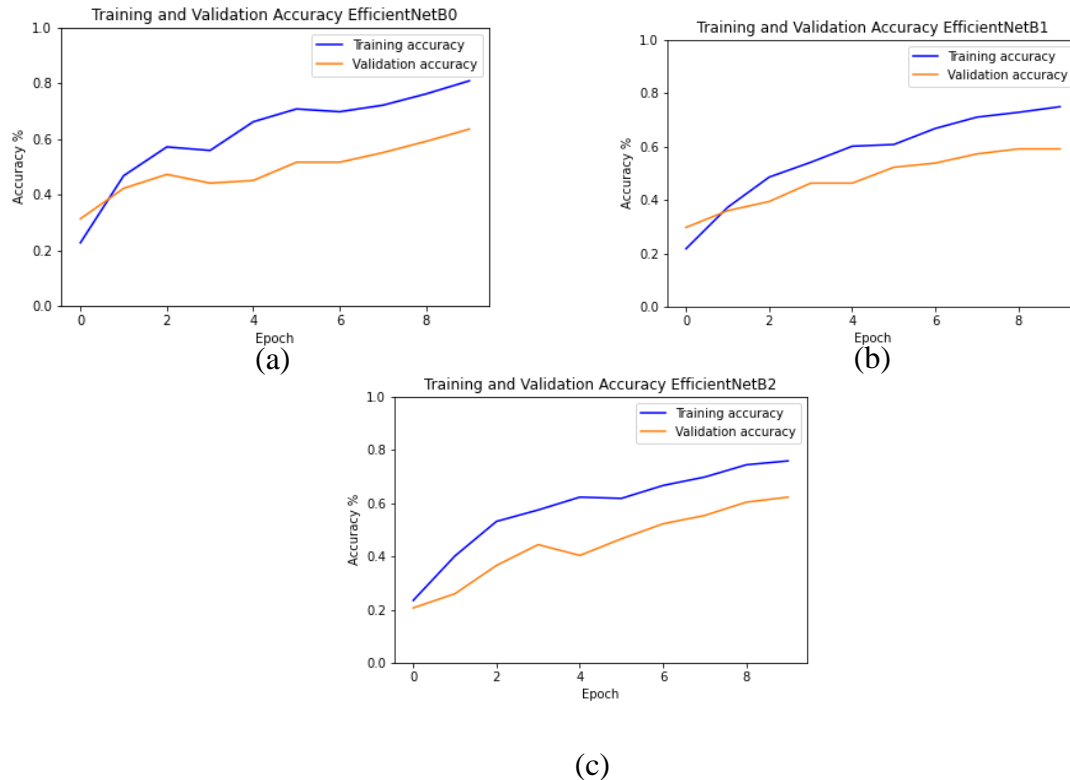 Training and Validation Accuracy EfficientNetB0
Training accuracy
Validation accuracy
Accuracy %
1.0
0.8
0.6
0.4
0.2
0.0
0 2 4 6 8
Epoch
(a)
Training and Validation Accuracy EfficientNetB1
Training accuracy
Validation accuracy
Accuracy %
1.0
0.8
0.6
0.4
0.2
0.0
0 2 4 6 8
Epoch
(b)
Training and Validation Accuracy EfficientNetB2
Training accuracy
Validation accuracy
Accuracy %
1.0
0.8
0.6
0.4
0.2
0.0
0 2 4 6 8
Epoch
(c)